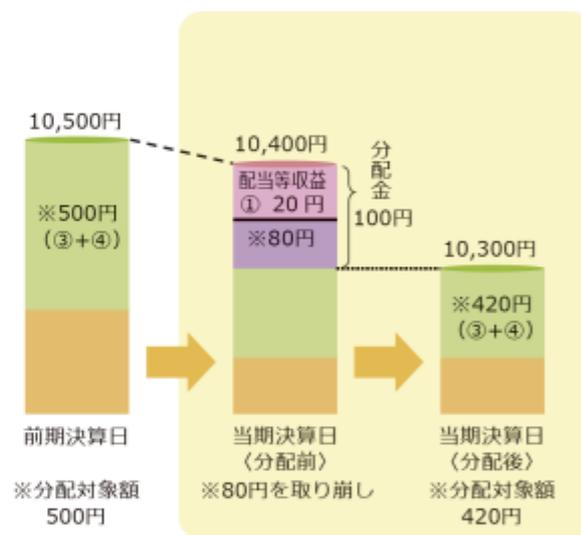 10,500円
※500円
（③+④）
前期決算日
※分配対象額
500円
10,400円
配当等収益
① 20 円
※80円
分配金
100円
当期決算日
〈分配前〉
※80円を取り崩し
10,300円
※420円
（③+④）
当期決算日
〈分配後〉
※分配対象額
420円